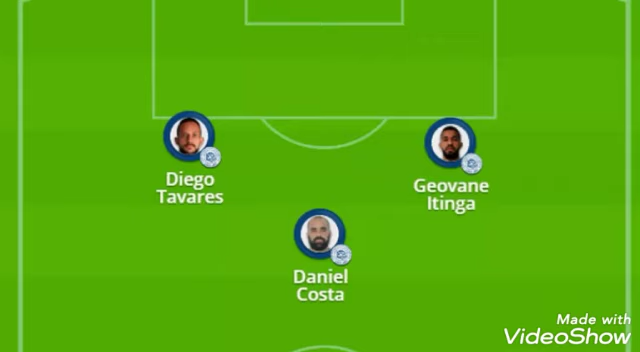 Diego
Tavares
Geovane
Itinga
Daniel
Costa
Made with
VideoShow